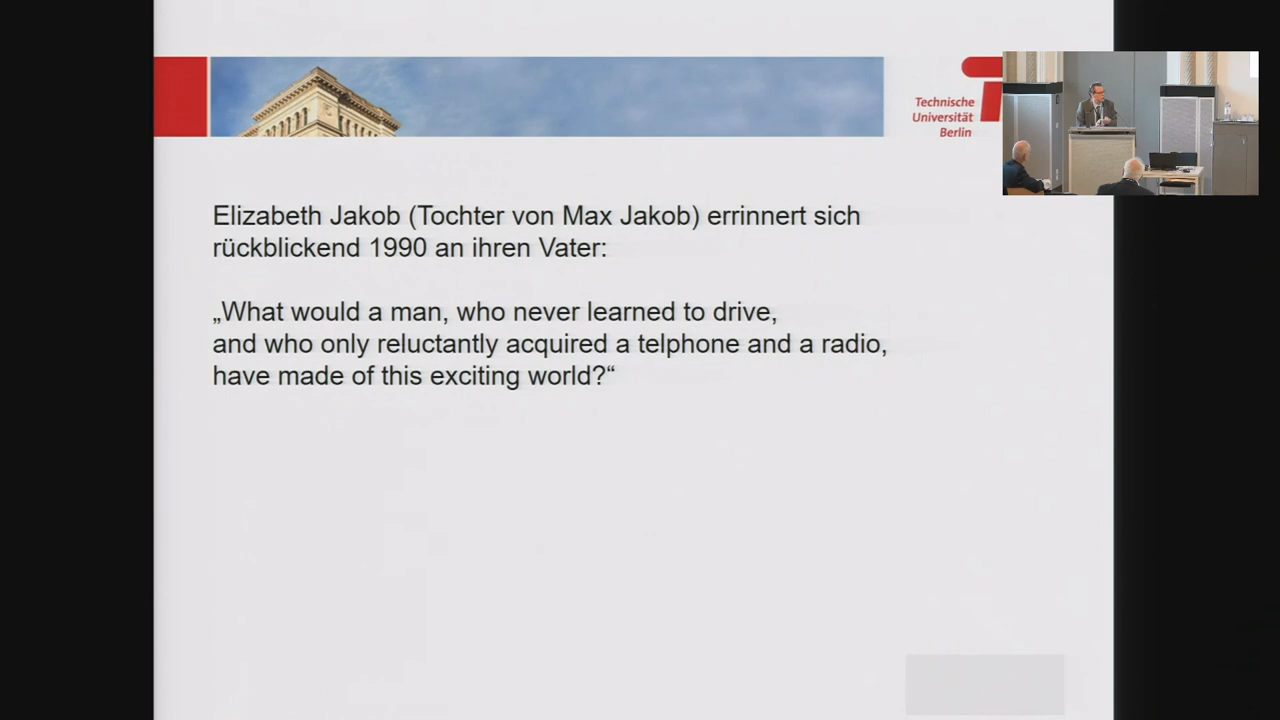 Technische
Universität
Berlin
Elizabeth Jakob (Tochter von Max Jakob) errinnert sich
rückblickend 1990 an ihren Vater:
„What would a man, who never learned to drive,
and who only reluctantly acquired a telphone and a radio,
have made of this exciting world?“